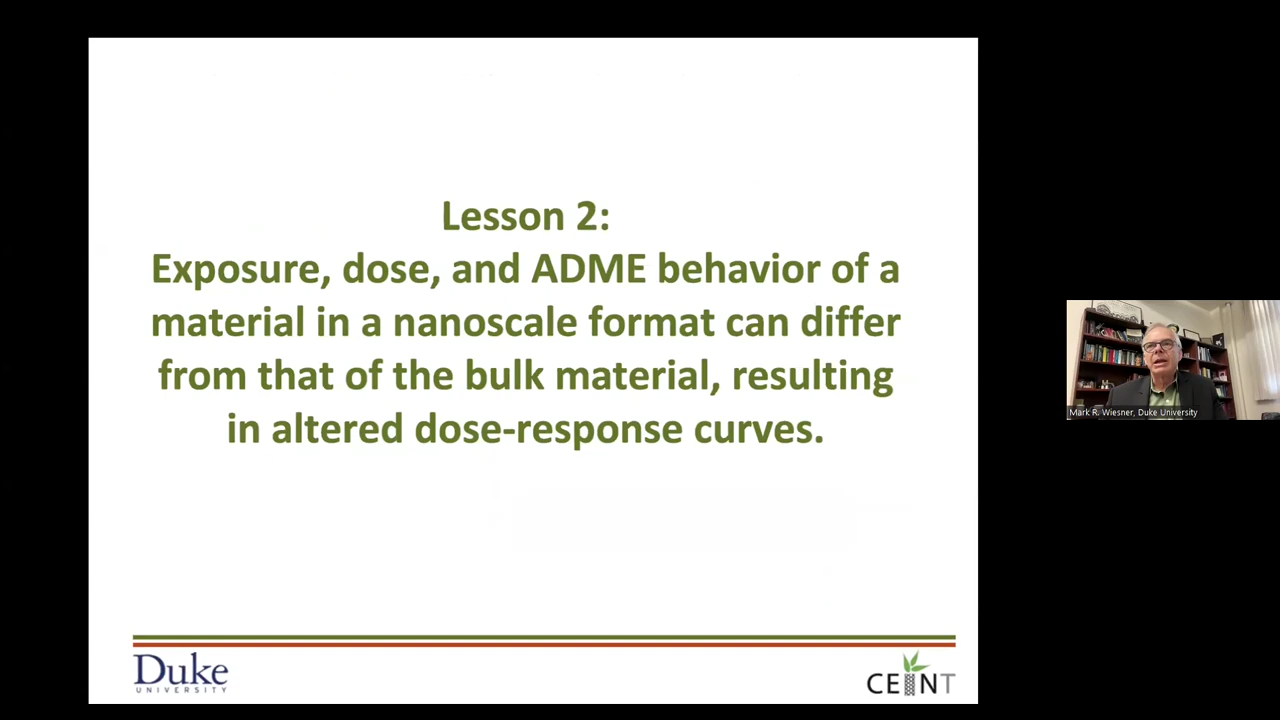 Lesson 2:
Exposure, dose, and ADME behavior of a
material in a nanoscale format can differ
from that of the bulk material, resulting
in altered dose-response curves.
Mark R. Wiesner, Duke University
Duke
UNIVERSITY
CEINT